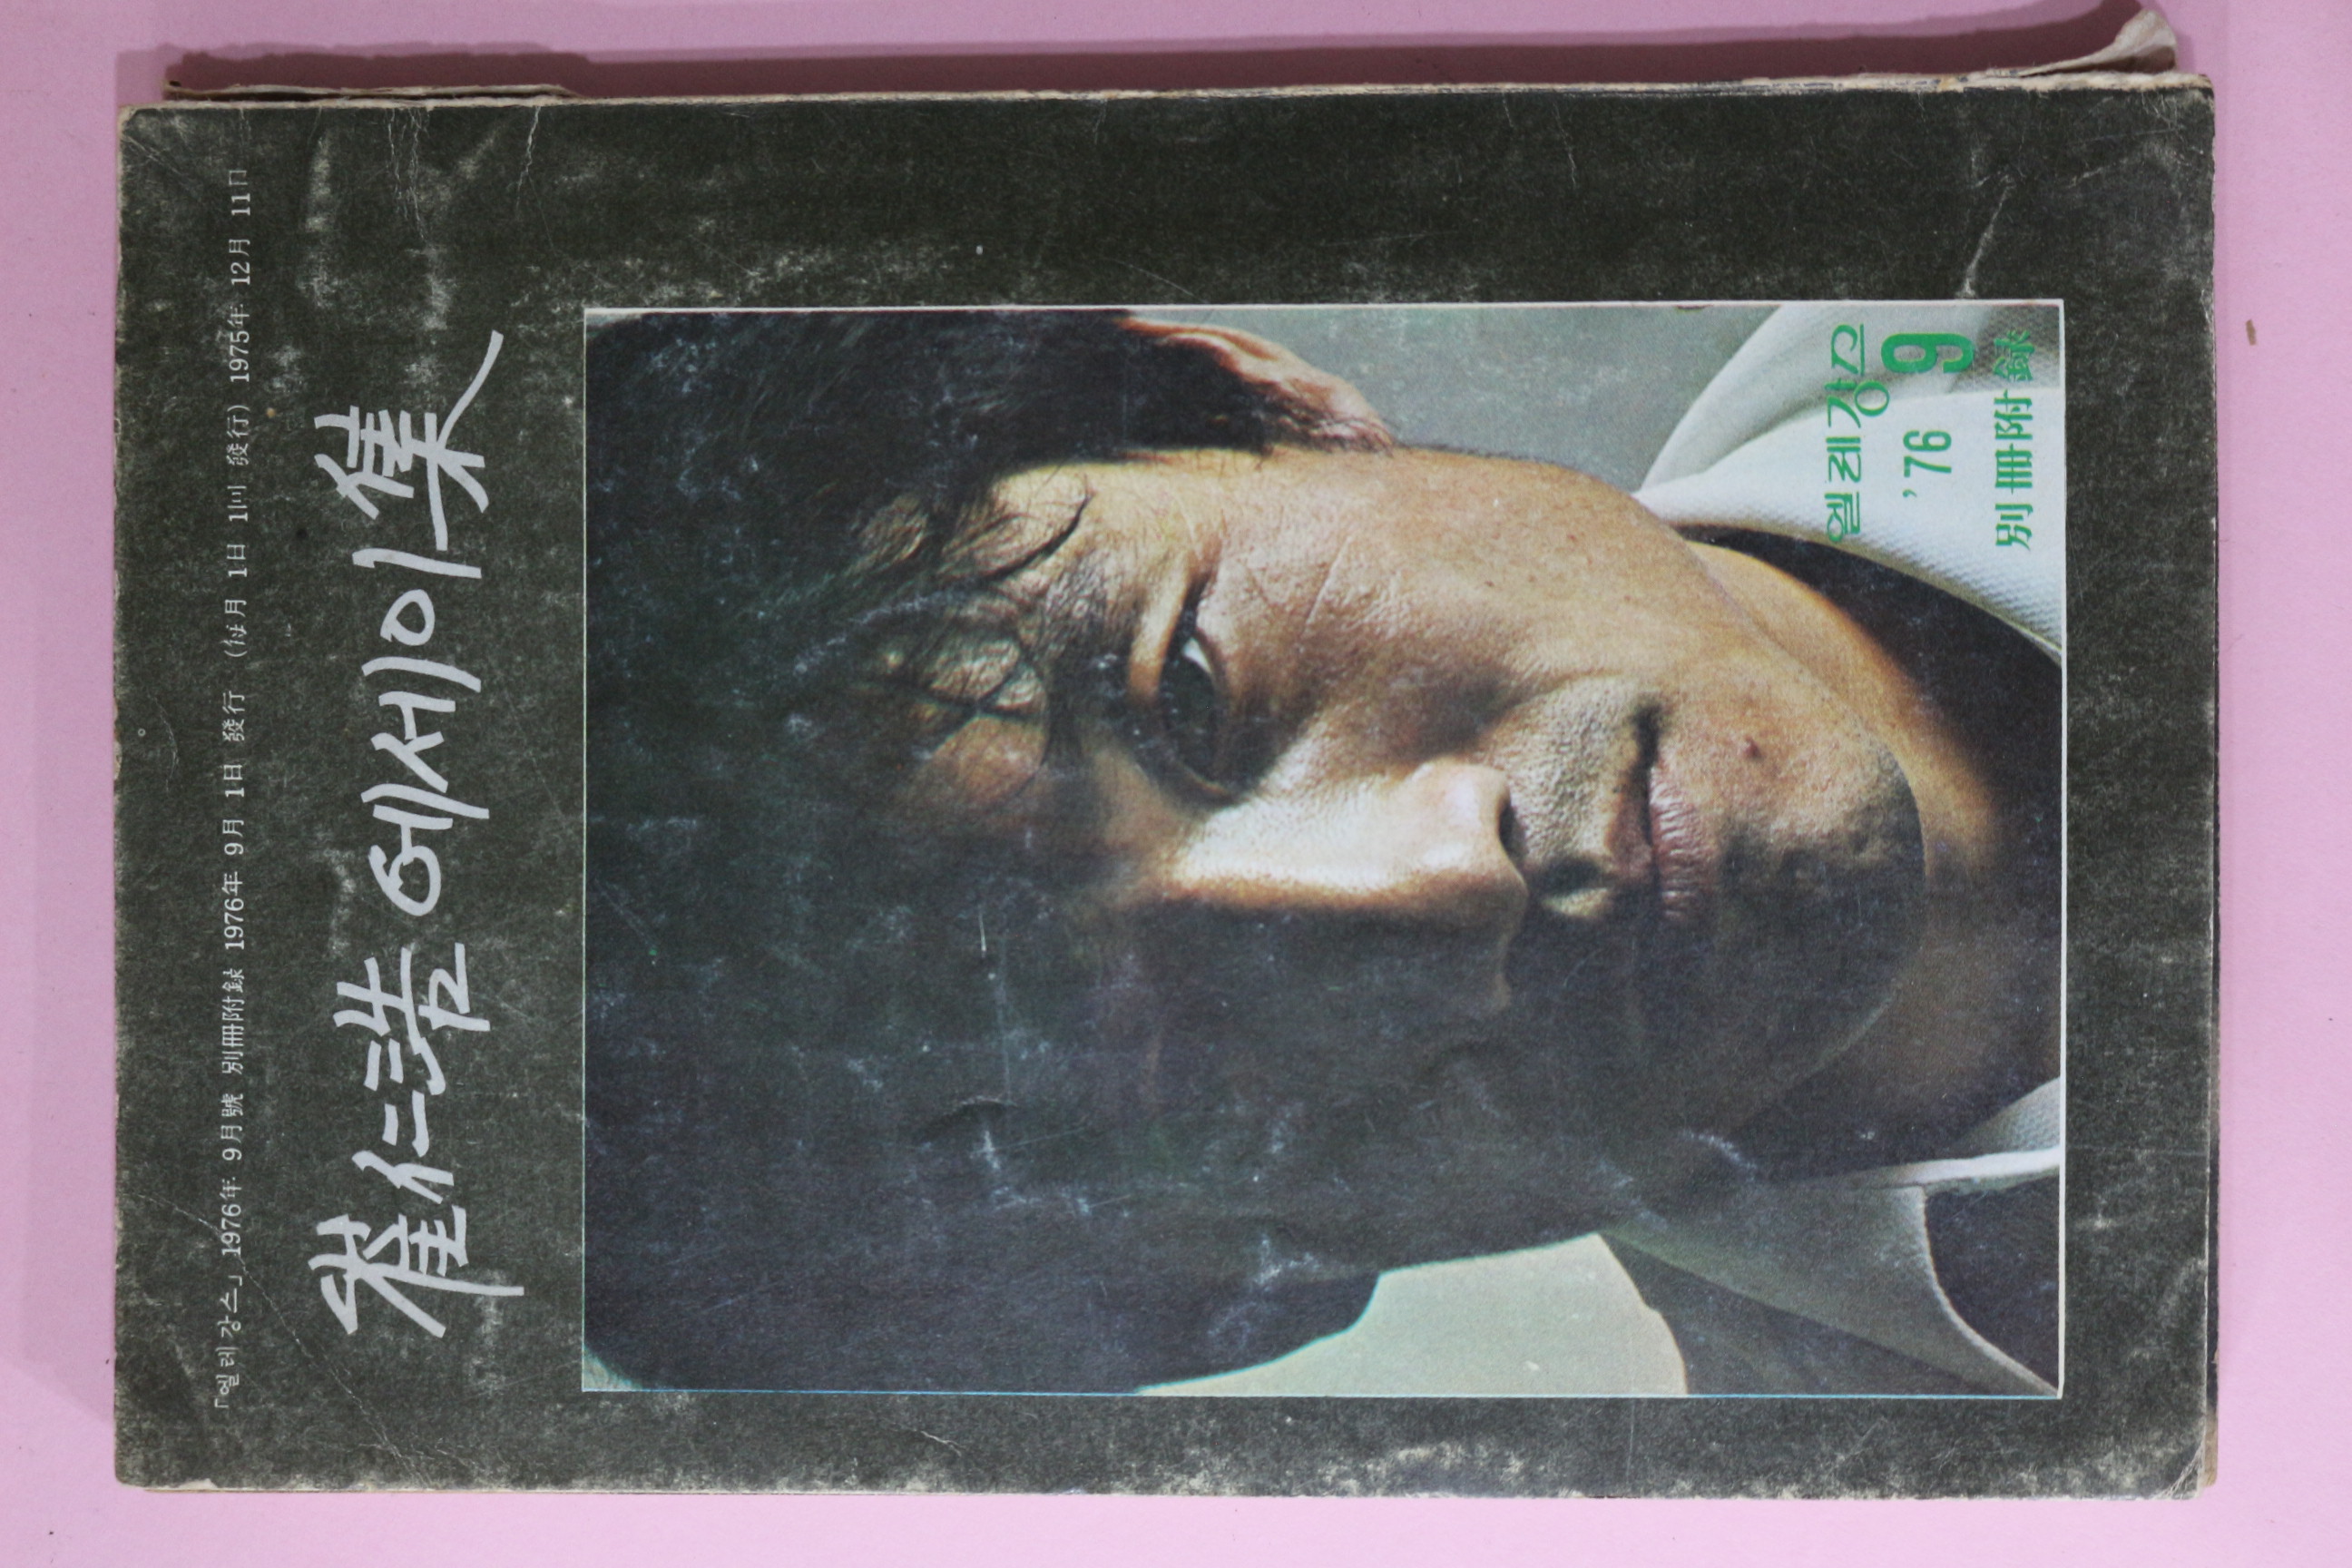 「엘레강스」 1976年 9月號 別冊附錄 1976年 9月 1日 發行 (每月 1日 1回 發行) 1975年 12月 11日
崔仁浩 에세이集
엘레강스
'76 9
別冊附錄